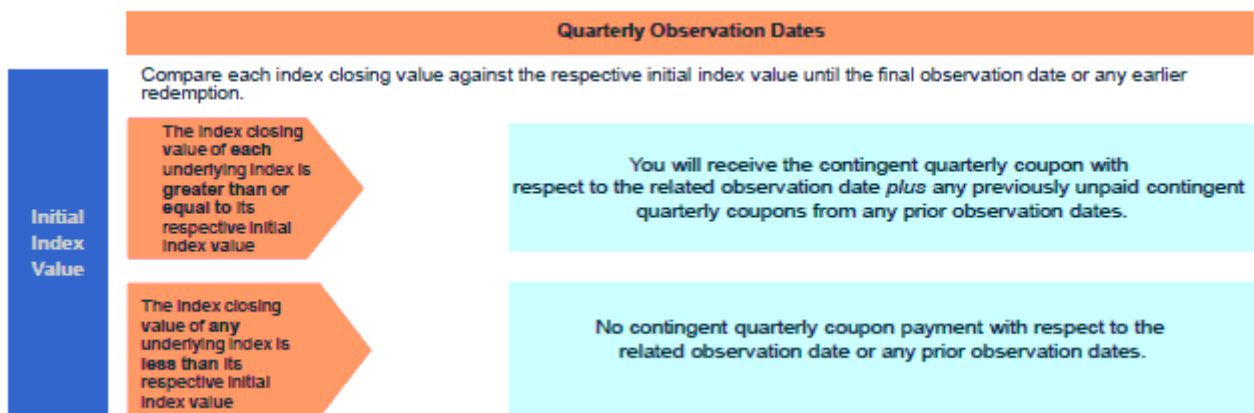 Quarterly Observation Dates
Compare each index closing value against the respective initial index value until the final observation date or any earlier
redemption.
Initial
Index
Value
The index closing
value of each
underlying index is
greater than or
equal to its
respective initial
index value
You will receive the contingent quarterly coupon with
respect to the related observation date plus any previously unpaid contingent
quarterly coupons from any prior observation dates.
The index closing
value of any
underlying index is
less than its
respective initial
index value
No contingent quarterly coupon payment with respect to the
related observation date or any prior observation dates.